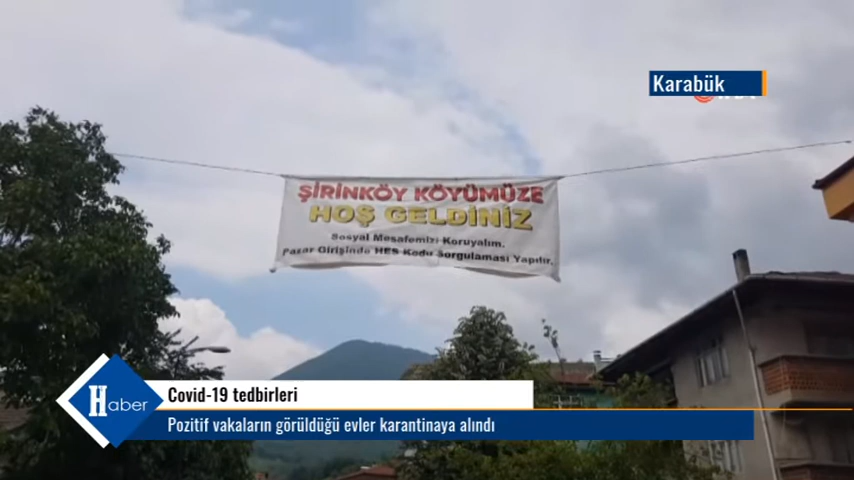 Karabük
ŞİRİNKÖY KÖYÜMÜZE
HOŞ GELDİNİZ
Sosyal Mesafemizi Koruyalım.
Pazar Girişinde HES Kodu Sorgulaması Yapılır.
Covid-19 tedbirleri
Haber
Pozitif vakaların görüldüğü evler karantinaya alındı